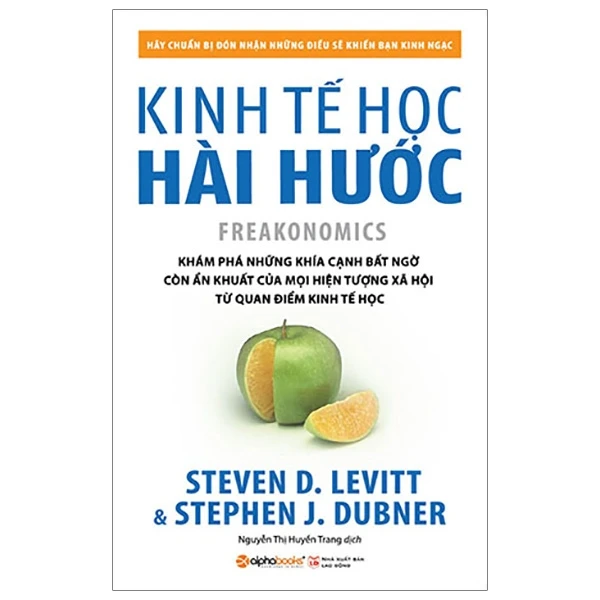 HÃY CHUẨN BỊ ĐÓN NHẬN NHỮNG ĐIỀU SẼ KHIẾN BẠN KINH NGẠC
KINH TẾ HỌC
HÀI HƯỚC
FREAKONOMICS
KHÁM PHÁ NHỮNG KHÍA CẠNH BẤT NGỜ
CÒN ẨN KHUẤT CỦA MỌI HIỆN TƯỢNG XÃ HỘI
TỪ QUAN ĐIỂM KINH TẾ HỌC
STEVEN D. LEVITT
& STEPHEN J. DUBNER
Nguyễn Thị Huyền Trang dịch
alphabooks
NHÀ XUẤT BẢN
LAO ĐỘNG